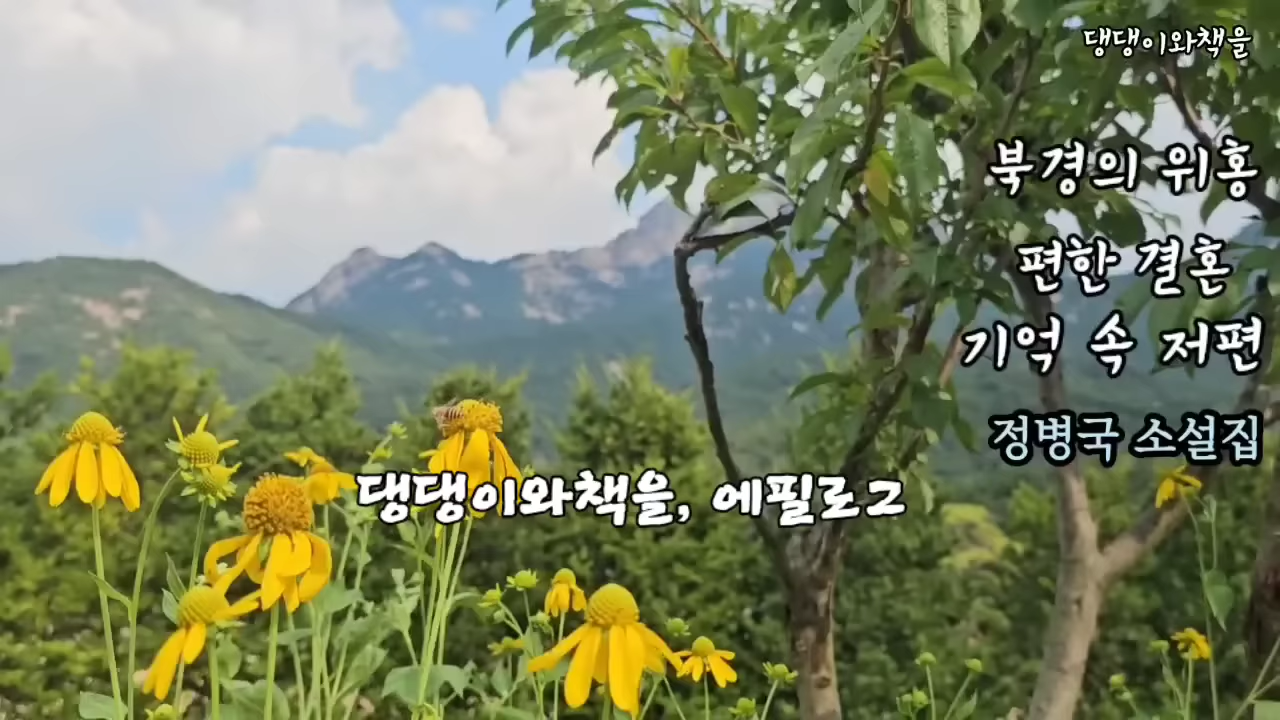 댕댕이와책을
북경의 위홍
편한 결혼
기억 속 저편
정병국 소설집
댕댕이와책을, 에필로그